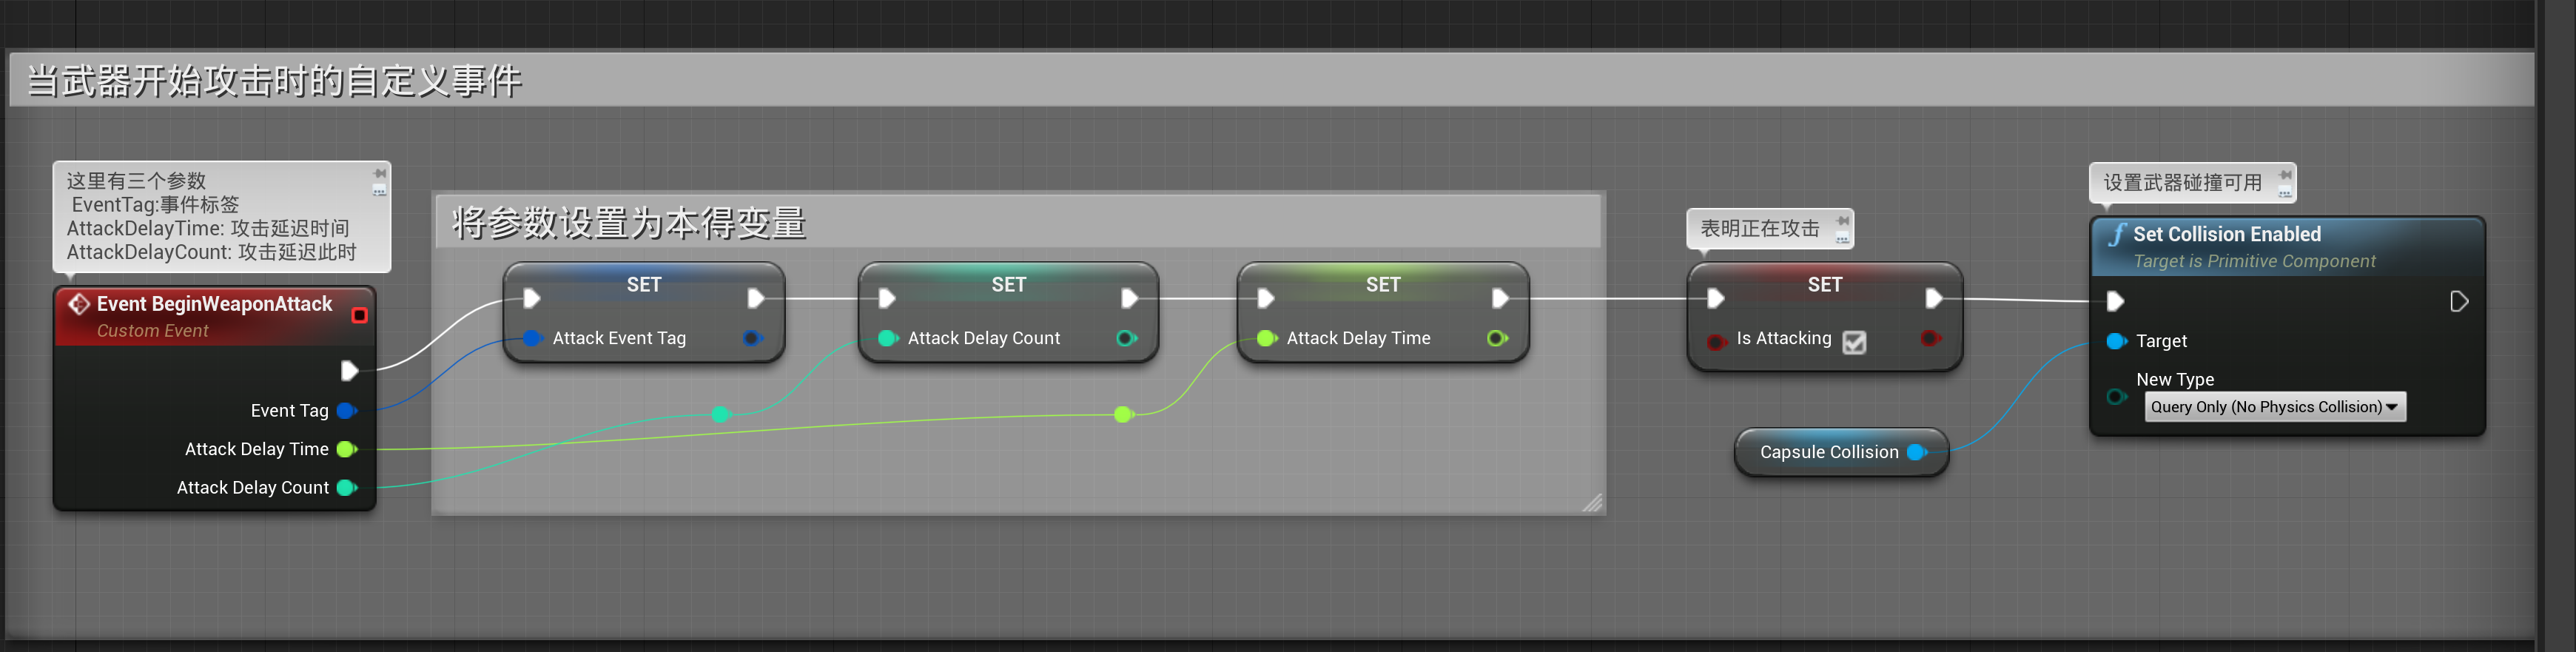 当武器开始攻击时的自定义事件
这里有三个参数
EventTag:事件标签
AttackDelayTime: 攻击延迟时间
AttackDelayCount: 攻击延迟此时
Event BeginWeaponAttack
Custom Event
Event Tag
Attack Delay Time
Attack Delay Count
将参数设置为本得变量
SET
Attack Event Tag
SET
Attack Delay Count
SET
Attack Delay Time
表明正在攻击
SET
Is Attacking
Capsule Collision
设置武器碰撞可用
f Set Collision Enabled
Target is Primitive Component
Target
New Type
Query Only (No Physics Collision)